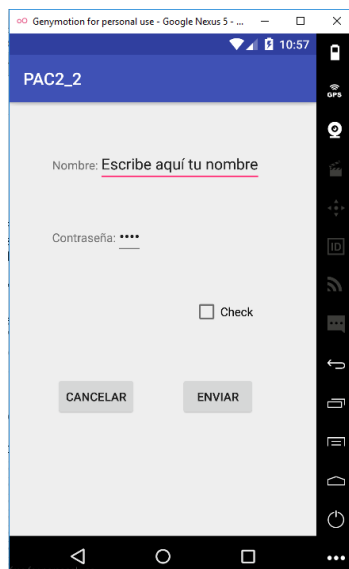 Genymotion for personal use - Google Nexus 5 - ...
10:57
PAC2_2
GPS
Nombre: Escribe aquí tu nombre
Contraseña: ••••
ID
Check
CANCELAR
ENVIAR